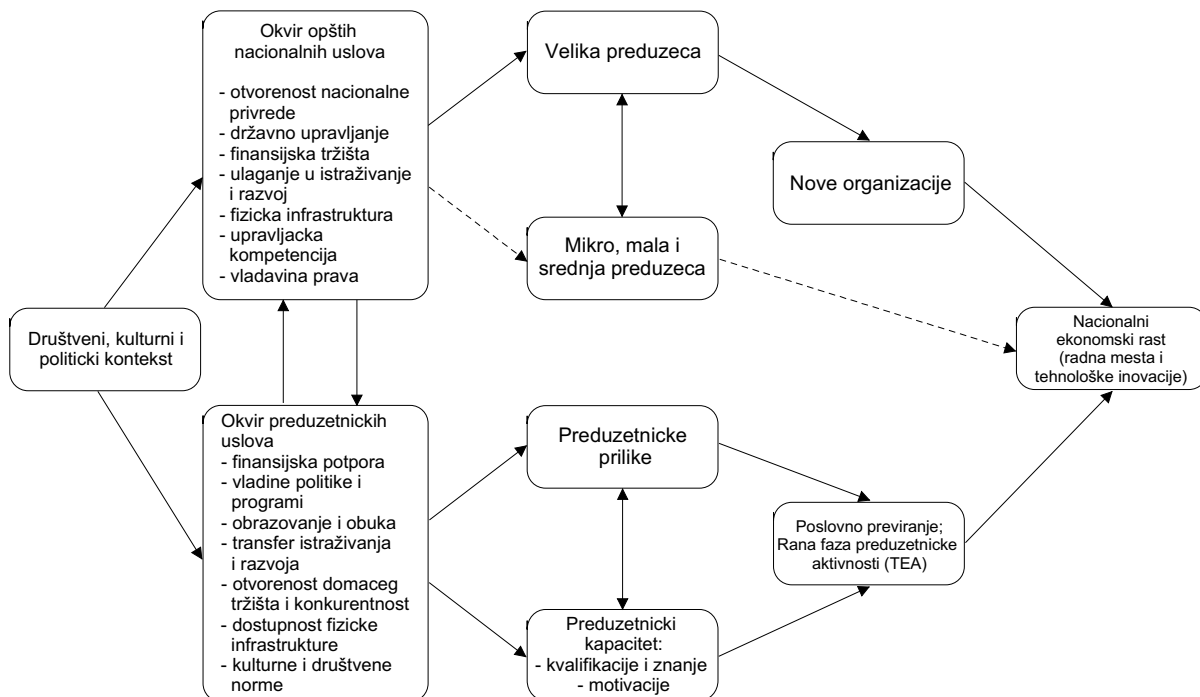 Okvir opštih
nacionalnih uslova
- otvorenost nacionalne
privrede
- državno upravljanje
- finansijska tržišta
- ulaganje u istraživanje
i razvoj
- fizicka infrastruktura
- upravljacka
kompetencija
- vladavina prava
Velika preduzeca
Nove organizacije
Mikro, mala i
srednja preduzeca
Društveni, kulturni i
politicki kontekst
Nacionalni
ekonomski rast
(radna mesta i
tehnološke inovacije)
Okvir preduzetnickih
uslova
- finansijska potpora
- vladine politike i
programi
- obrazovanje i obuka
- transfer istraživanja
i razvoja
- otvorenost domaceg
tržišta i konkurentnost
- dostupnost fizicke
infrastrukture
- kulturne i društvene
norme
Preduzetnicke
prilike
Poslovno previranje;
Rana faza preduzetnicke
aktivnosti (TEA)
Preduzetnicki
kapacitet:
- kvalifikacije i znanje
- motivacije